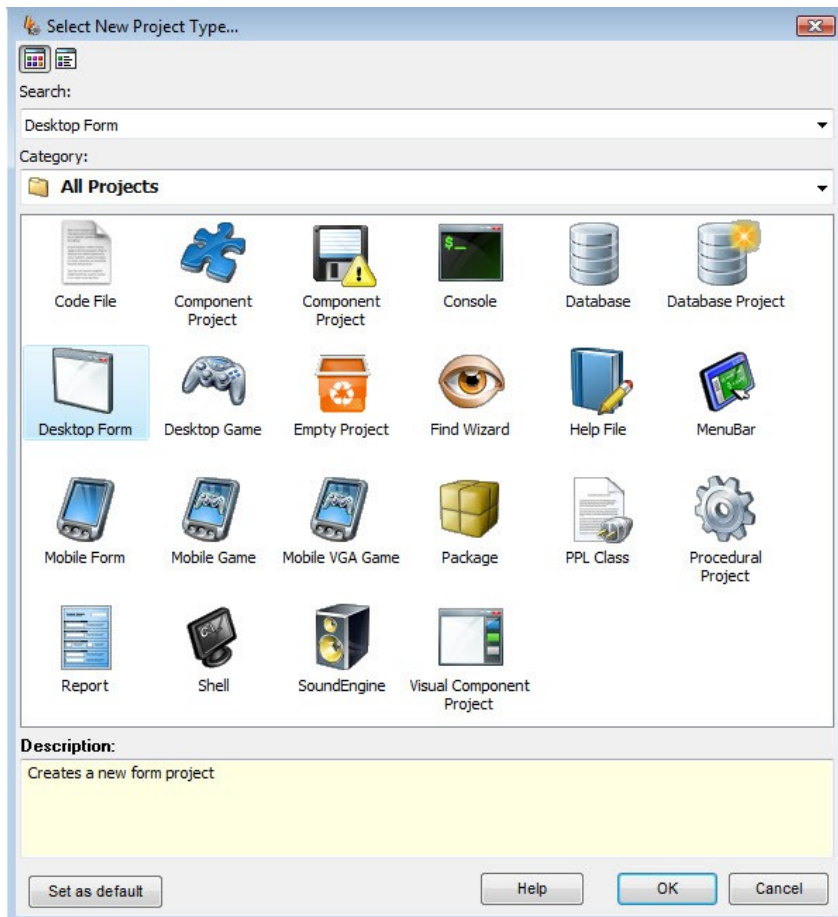 Select New Project Type...
Search:
Desktop Form
Category:
All Projects
Code File
Component
Project
Component
Project
Console
Database
Database Project
Desktop Form
Desktop Game
Empty Project
Find Wizard
Help File
MenuBar
Mobile Form
Mobile Game
Mobile VGA Game
Package
PPL Class
Procedural
Project
Report
Shell
SoundEngine
Visual Component
Project
Description:
Creates a new form project
Set as default
Help
OK
Cancel